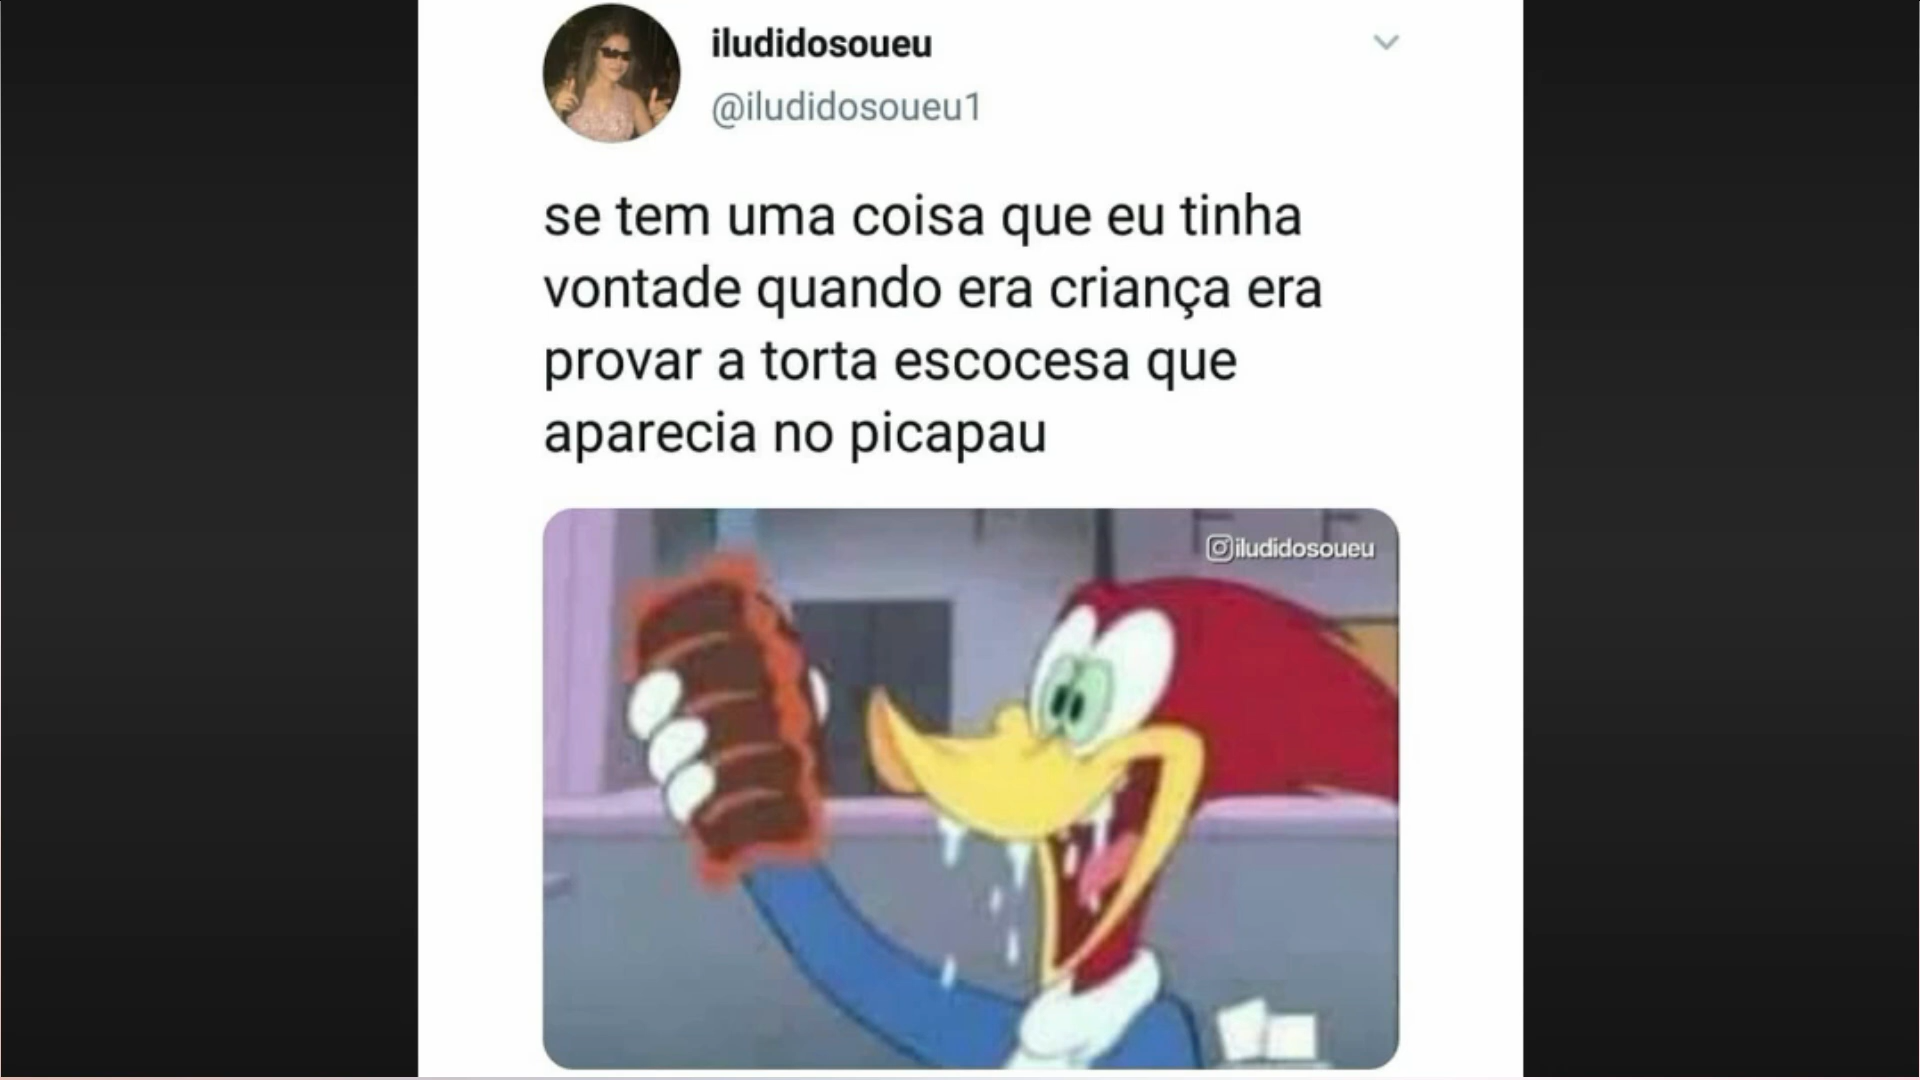 iludidosoueu
@iludidosoueu1
se tem uma coisa que eu tinha
vontade quando era criança era
provar a torta escocesa que
aparecia no picapau
iludidosoueu